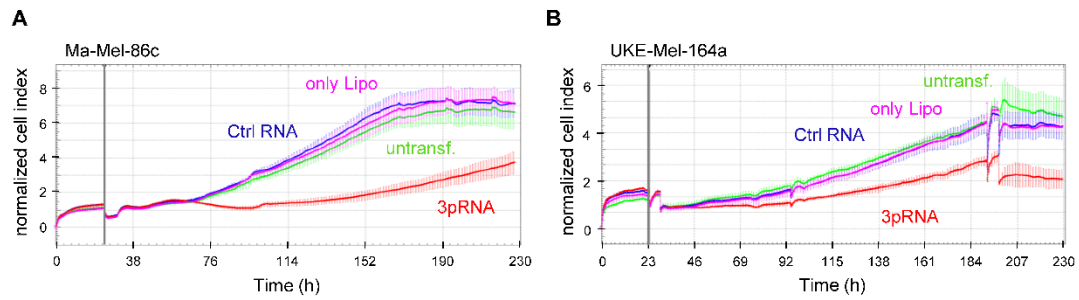 A
Ma-Mel-86c
normalized cell index
8
6
4
2
0
only Lipo
Ctrl RNA
untransf.
3pRNA
0 38 76 114 152 190 230
Time (h)
B
UKE-Mel-164a
normalized cell index
6
4
2
0
untransf.
only Lipo
Ctrl RNA
3pRNA
0 23 46 69 92 115 138 161 184 207 230
Time (h)